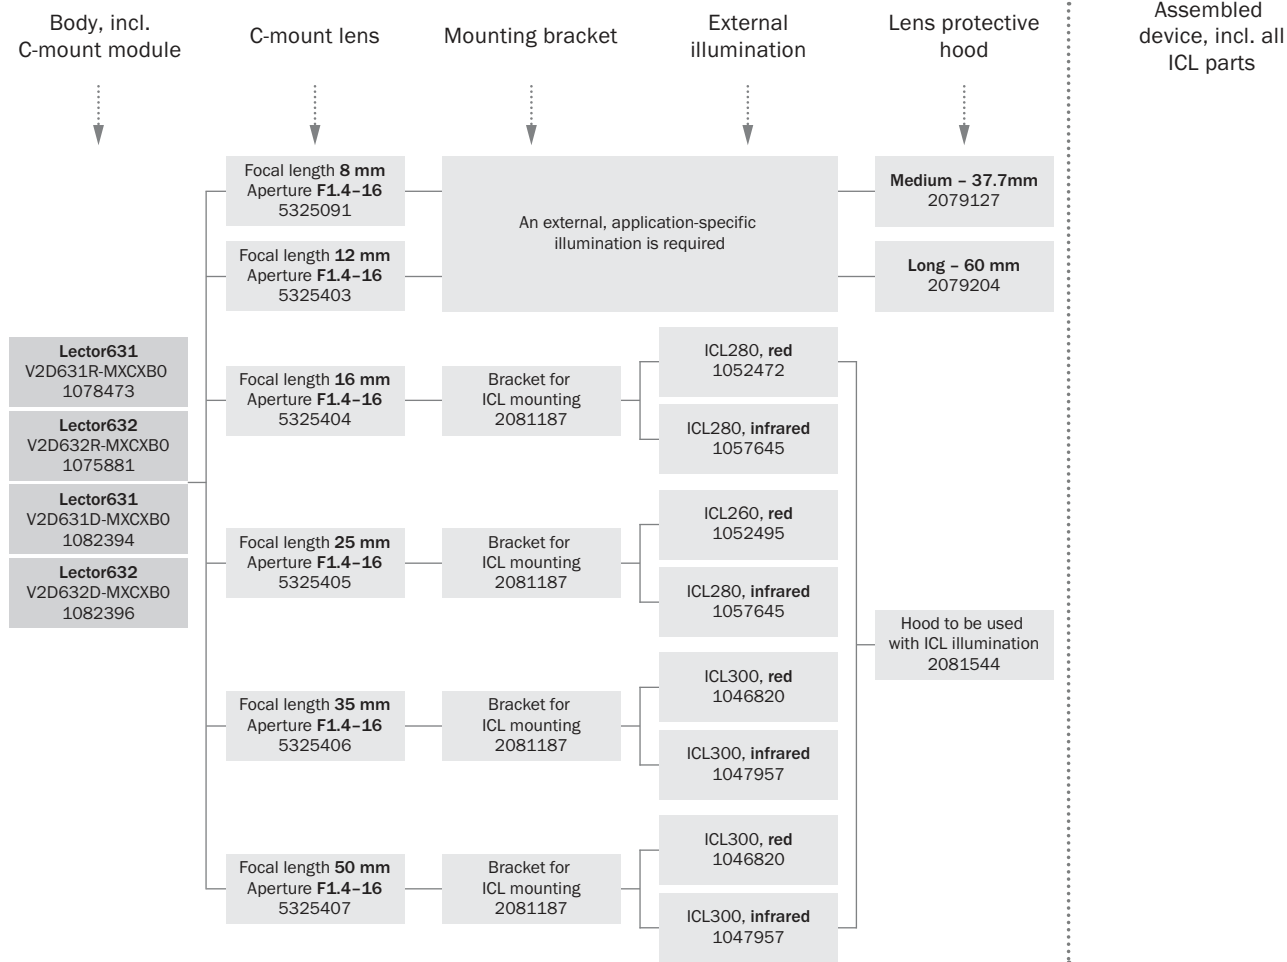 Body, incl.
C-mount module
C-mount lens
Mounting bracket
External
illumination
Lens protective
hood
Assembled
device, incl. all
ICL parts
Focal length 8 mm
Aperture F1.4–16
5325091
Focal length 12 mm
Aperture F1.4–16
5325403
An external, application-specific
illumination is required
Medium – 37.7mm
2079127
Long – 60 mm
2079204
Lector631
V2D631R-MXCXB0
1078473
Lector632
V2D632R-MXCXB0
1075881
Lector631
V2D631D-MXCXB0
1082394
Lector632
V2D632D-MXCXB0
1082396
Focal length 16 mm
Aperture F1.4–16
5325404
Bracket for
ICL mounting
2081187
ICL280, red
1052472
ICL280, infrared
1057645
Focal length 25 mm
Aperture F1.4–16
5325405
Bracket for
ICL mounting
2081187
ICL260, red
1052495
ICL280, infrared
1057645
Hood to be used
with ICL illumination
2081544
Focal length 35 mm
Aperture F1.4–16
5325406
Bracket for
ICL mounting
2081187
ICL300, red
1046820
ICL300, infrared
1047957
Focal length 50 mm
Aperture F1.4–16
5325407
Bracket for
ICL mounting
2081187
ICL300, red
1046820
ICL300, infrared
1047957